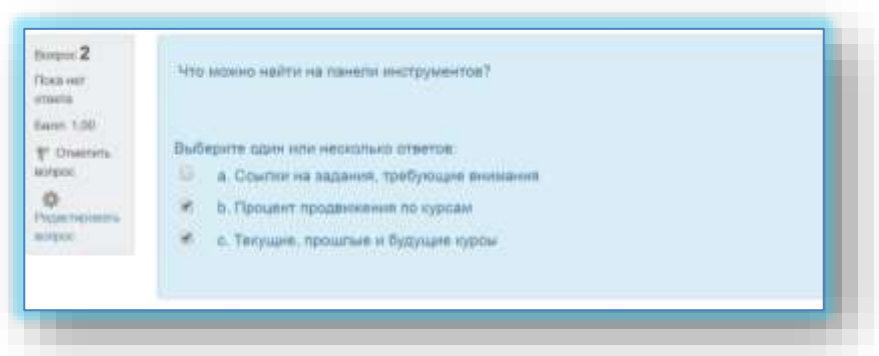 Вопрос 2
Пока нет
ответа
Балл: 1,00
Отметить
вопрос
Редактировать
вопрос
Что можно найти на панели инструментов?
Выберите один или несколько ответов:
a. Ссылки на задания, требующие внимания
b. Процент продвижения по курсам
c. Текущие, прошлые и будущие курсы